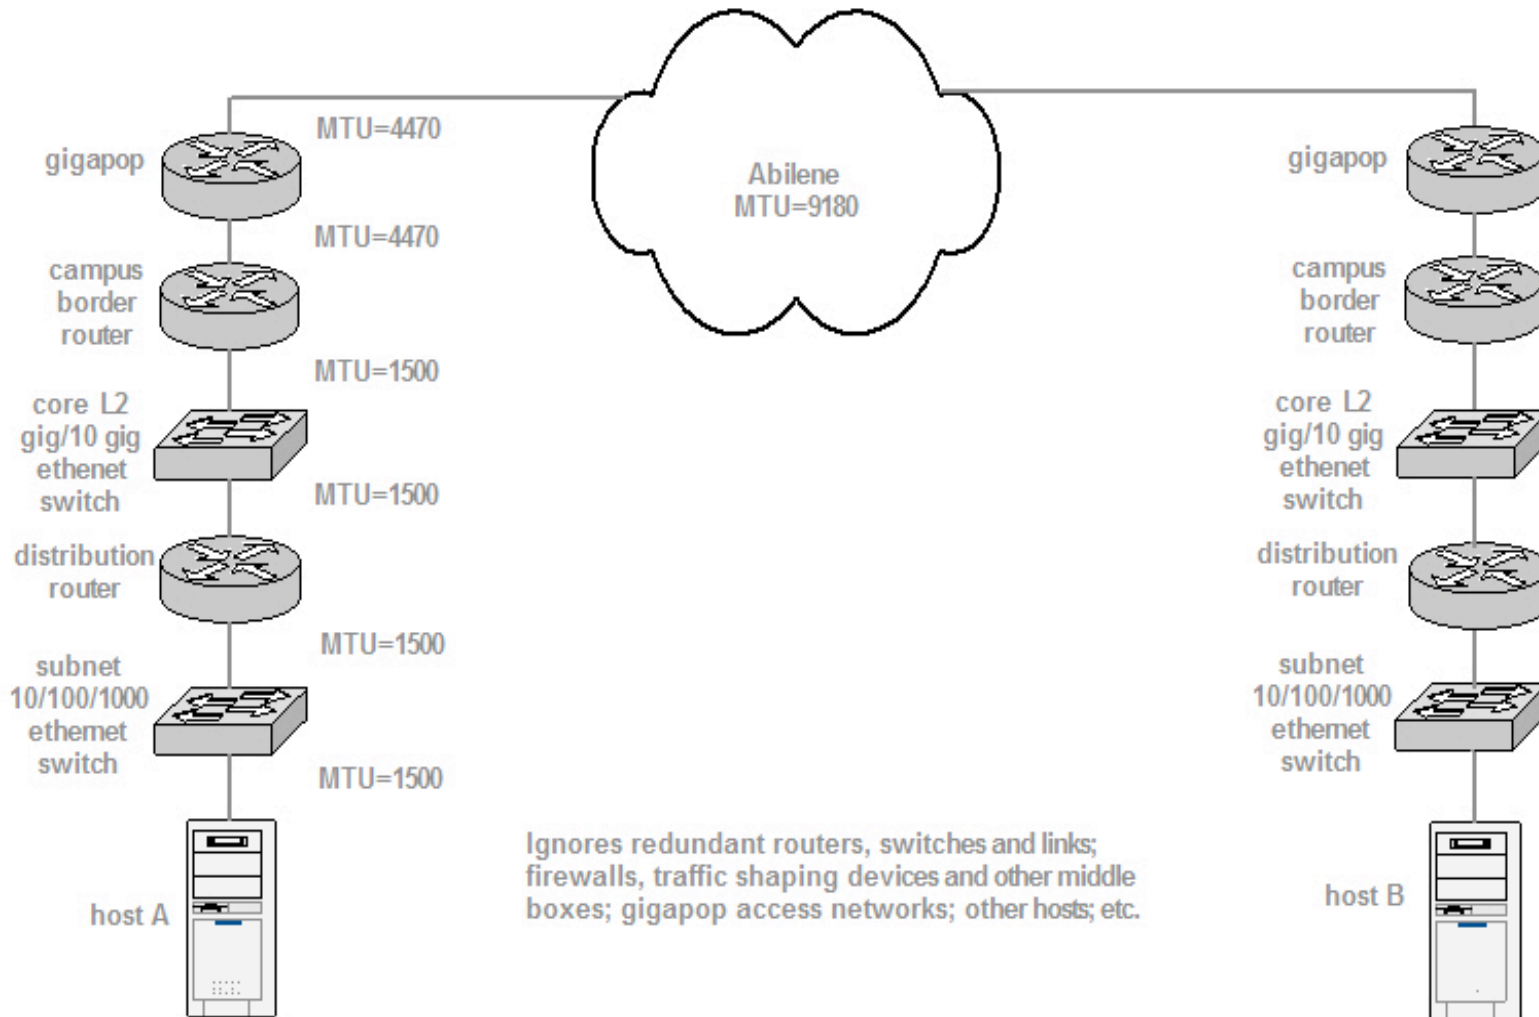 MTU=4470
gigapop
Abilene
MTU=9180
gigapop
MTU=4470
campus
border
router
campus
border
router
MTU=1500
core L2
gig/10 gig
ethenet
switch
core L2
gig/10 gig
ethenet
switch
MTU=1500
distribution
router
distribution
router
MTU=1500
subnet
10/100/1000
ethernet
switch
subnet
10/100/1000
ethernet
switch
MTU=1500
Ignores redundant routers, switches and links;
firewalls, traffic shaping devices and other middle
boxes; gigapop access networks; other hosts; etc.
host A
host B